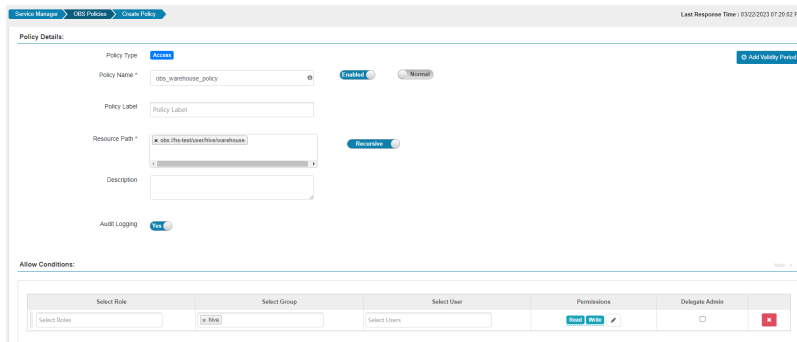 Service Manager OBS Policies Create Policy Last Response Time : 03/22/2023 07:20:02 P
Policy Details:
Policy Type Access
Add Validity Period
Policy Name * obs_warehouse_policy Enabled Normal
Policy Label Policy Label
Resource Path * × obs://hs-test/user/hive/warehouse Recursive
Description
Audit Logging Yes
Allow Conditions:
Select Role Select Group Select User Permissions Delegate Admin
Select Roles × hive Select Users Read Write ×